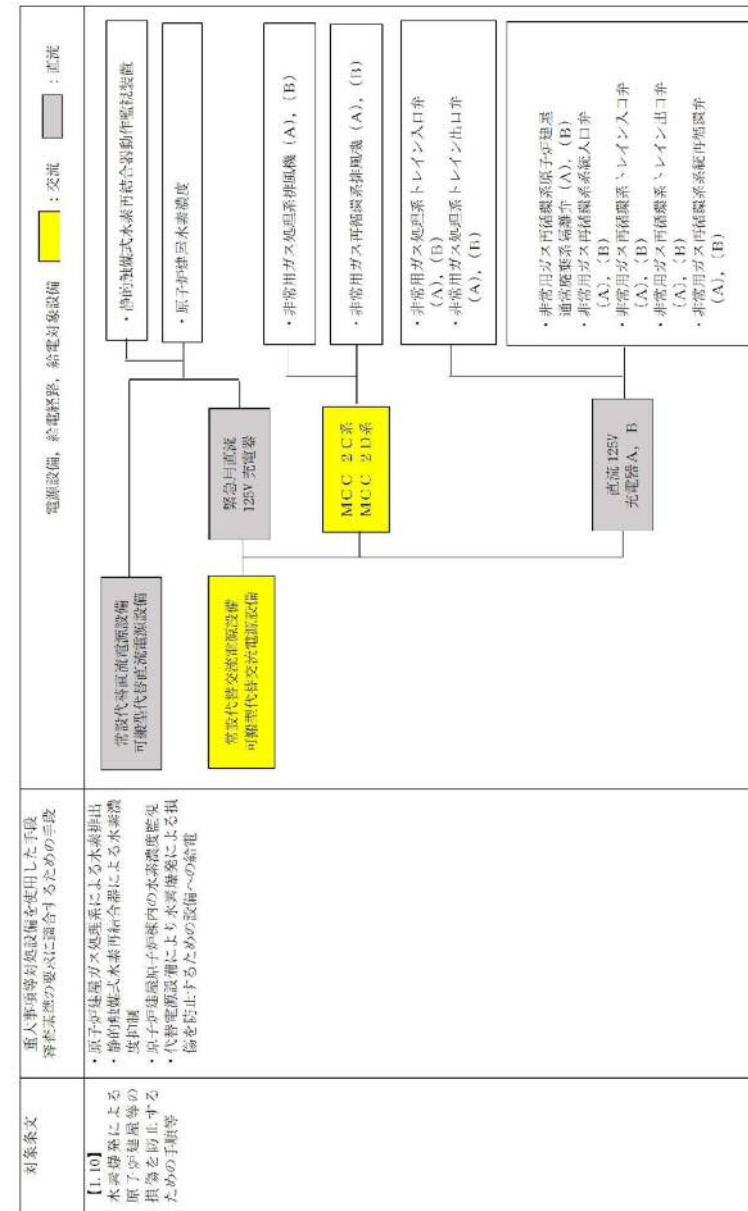 対象条文
重大事項等対処設備を使用した手段
審査基準の要求に適合するための手段
電源設備，給電経路，給電対象設備
：交流
：直流
【1.10】
水素爆発による
原子炉建屋等の
損傷を防止する
ための手順等
・原子炉建屋ガス処理系による水素排出
・静的触媒式水素再結合器による水素濃
度抑制
・原子炉建屋原子炉棟内の水素濃度監視
・代替電源設備により水素爆発による損
傷を防止するための設備への給電
常設代替直流電源設備
可搬型代替直流電源設備
常設代替交流電源設備
可搬型代替交流電源設備
緊急用直流
125V 充電器
MCC 2C系
MCC 2D系
直流 125V
充電器A，B
・静的触媒式水素再結合器動作監視装置
・原子炉建屋水素濃度
・非常用ガス処理系排風機（A），（B）
・非常用ガス再循環系排風機（A），（B）
・非常用ガス処理系トレイン入口弁
（A），（B）
・非常用ガス処理系トレイン出口弁
（A），（B）
・非常用ガス再循環系原子炉建屋
通常廃棄系隔離弁（A），（B）
・非常用ガス再循環系系統入口弁
（A），（B）
・非常用ガス再循環系トレイン入口弁
（A），（B）
・非常用ガス再循環系トレイン出口弁
（A），（B）
・非常用ガス再循環系系統再循環弁
（A），（B）